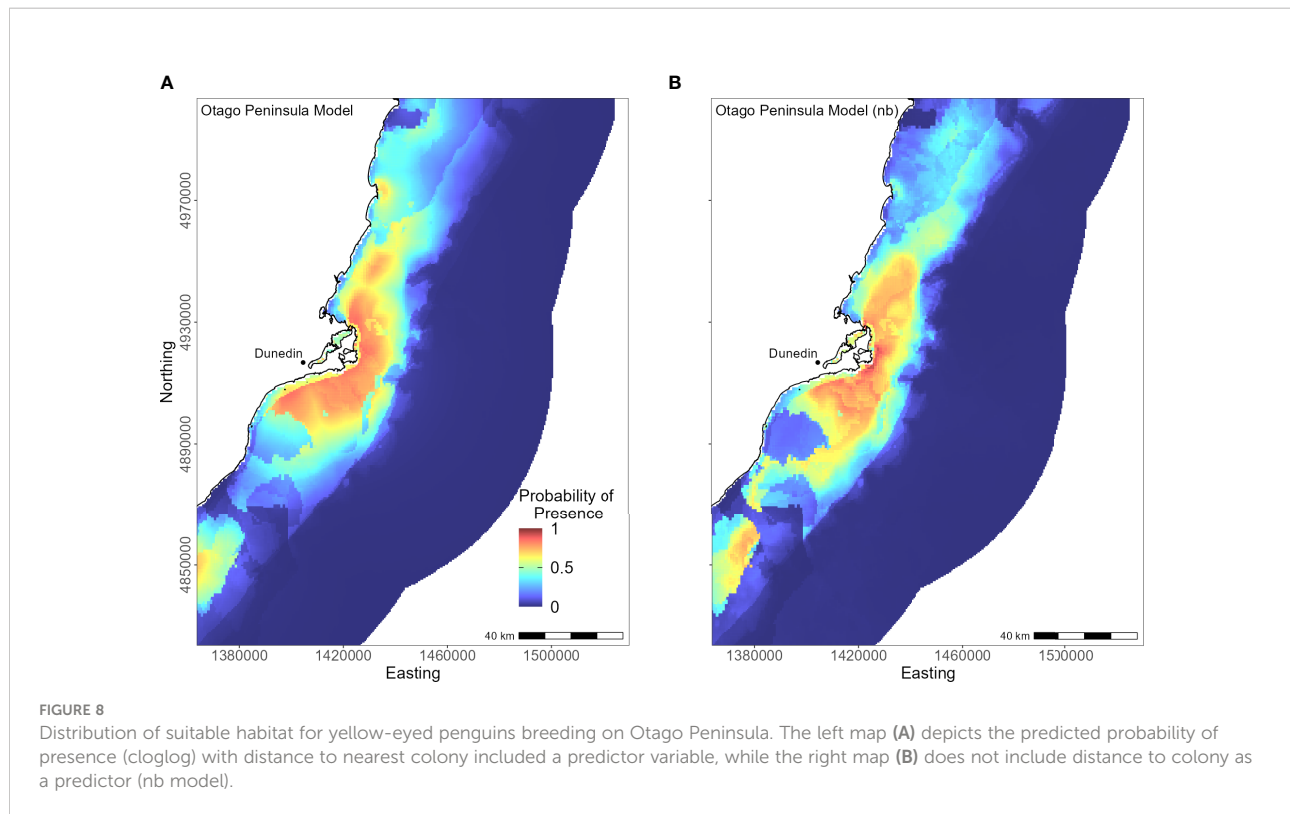 A
B
Otago Peninsula Model
Otago Peninsula Model (nb)
4970000
4930000
4890000
4850000
Northing
Dunedin
Dunedin
Probability of
Presence
1
0.5
0
40 km
40 km
1380000 1420000 1460000 1500000
1380000 1420000 1460000 1500000
Easting
Easting
FIGURE 8
Distribution of suitable habitat for yellow-eyed penguins breeding on Otago Peninsula. The left map (A) depicts the predicted probability of
presence (cloglog) with distance to nearest colony included a predictor variable, while the right map (B) does not include distance to colony as
a predictor (nb model).